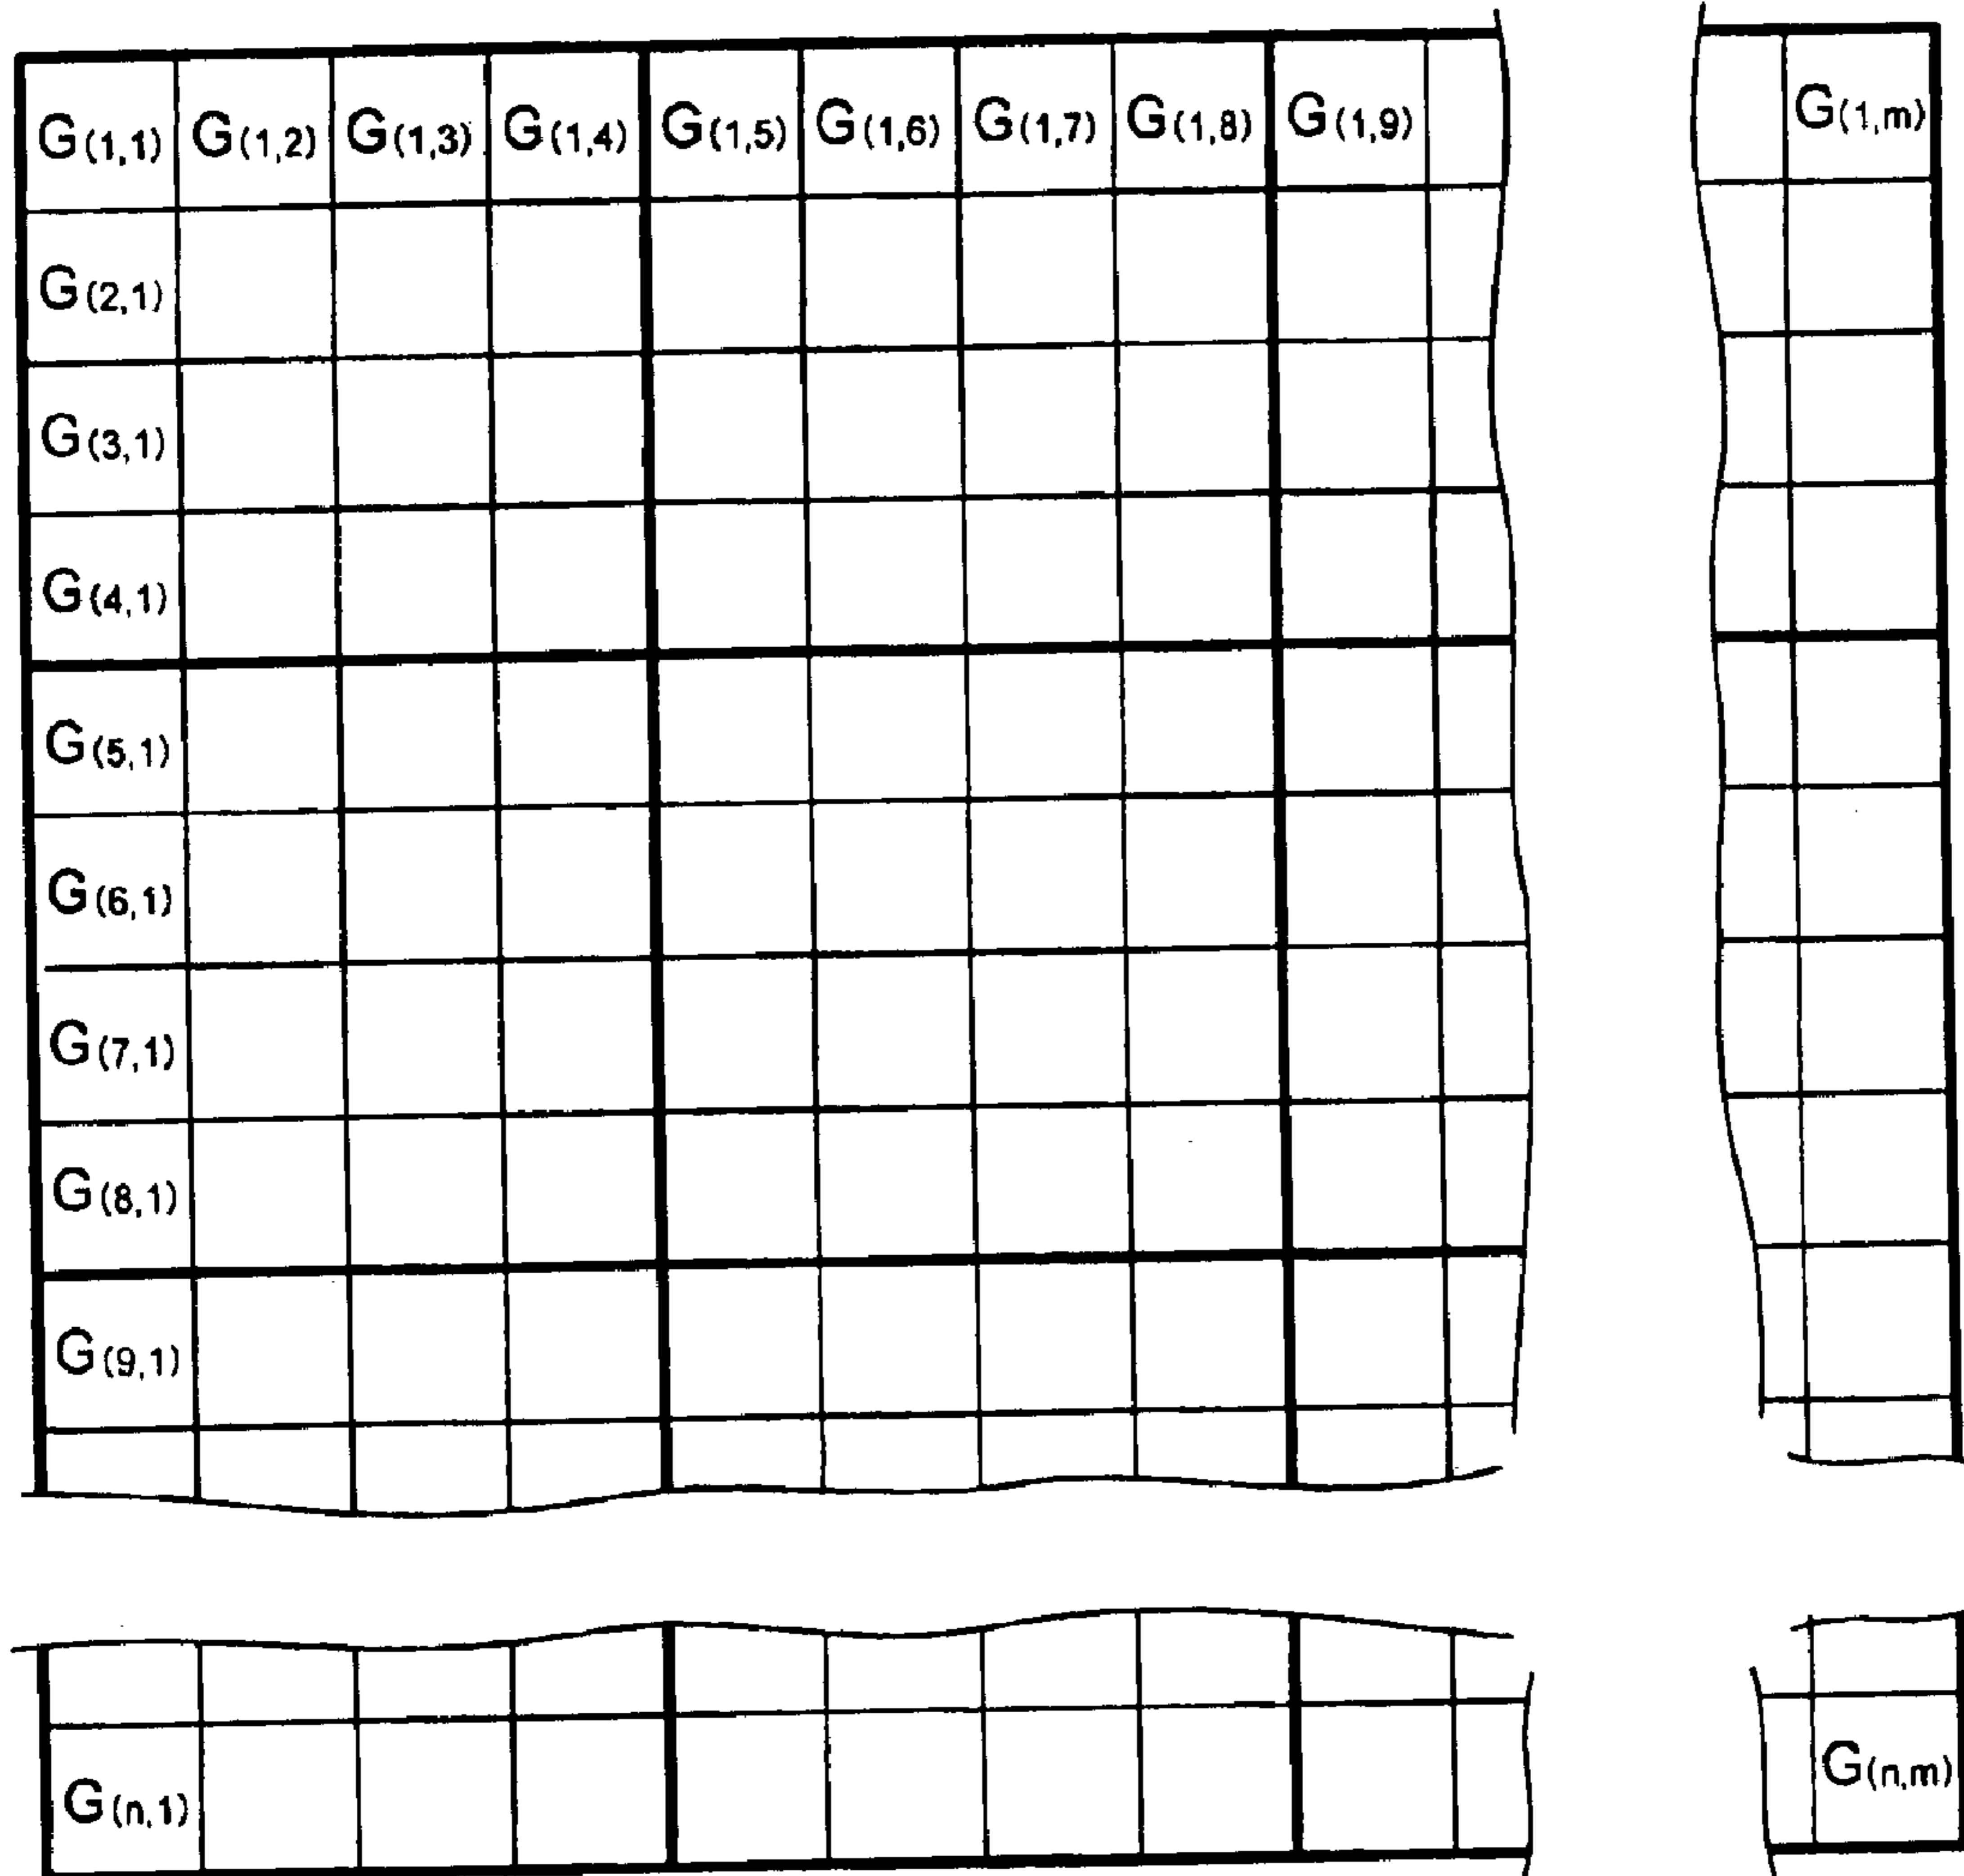 G(1,1) G(1,2) G(1,3) G(1,4) G(1,5) G(1,6) G(1,7) G(1,8) G(1,9) G(1,m)
G(2,1)
G(3,1)
G(4,1)
G(5,1)
G(6,1)
G(7,1)
G(8,1)
G(9,1)
G(n,1) G(n,m)